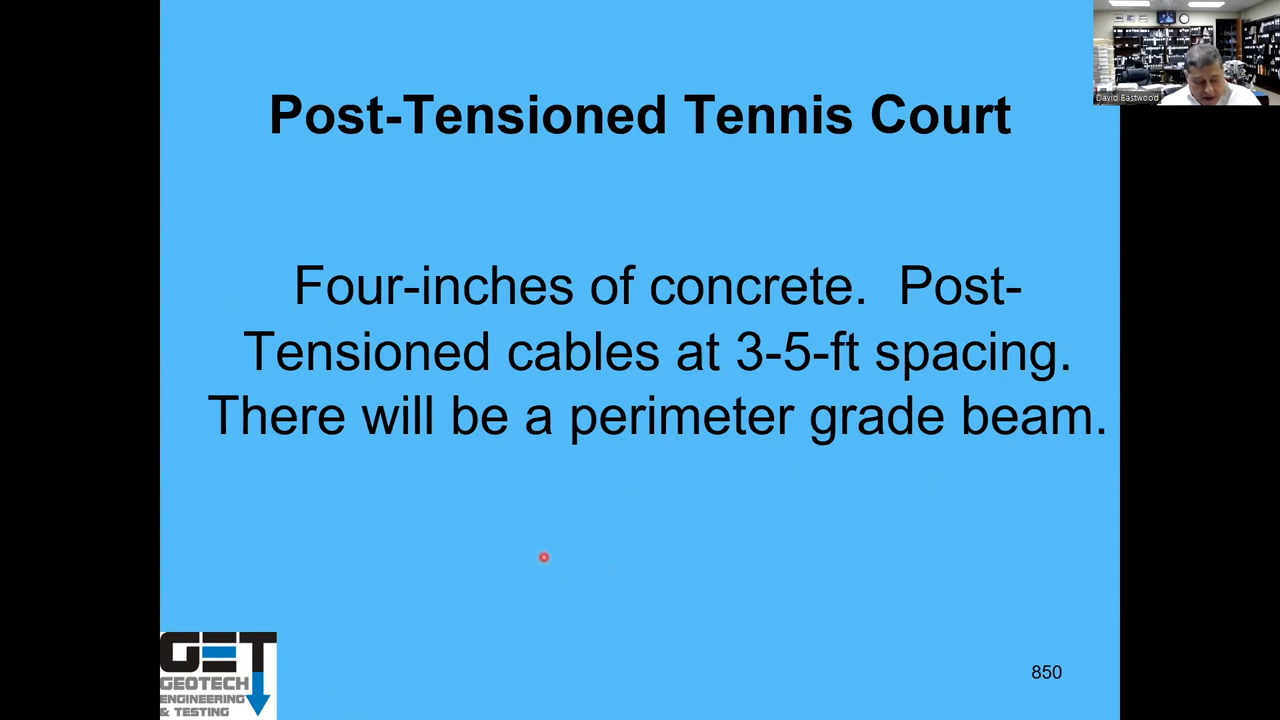 Post-Tensioned Tennis Court
David Eastwood
Four-inches of concrete. Post-
Tensioned cables at 3-5-ft spacing.
There will be a perimeter grade beam.
GET
GEOTECH
ENGINEERING
& TESTING
850